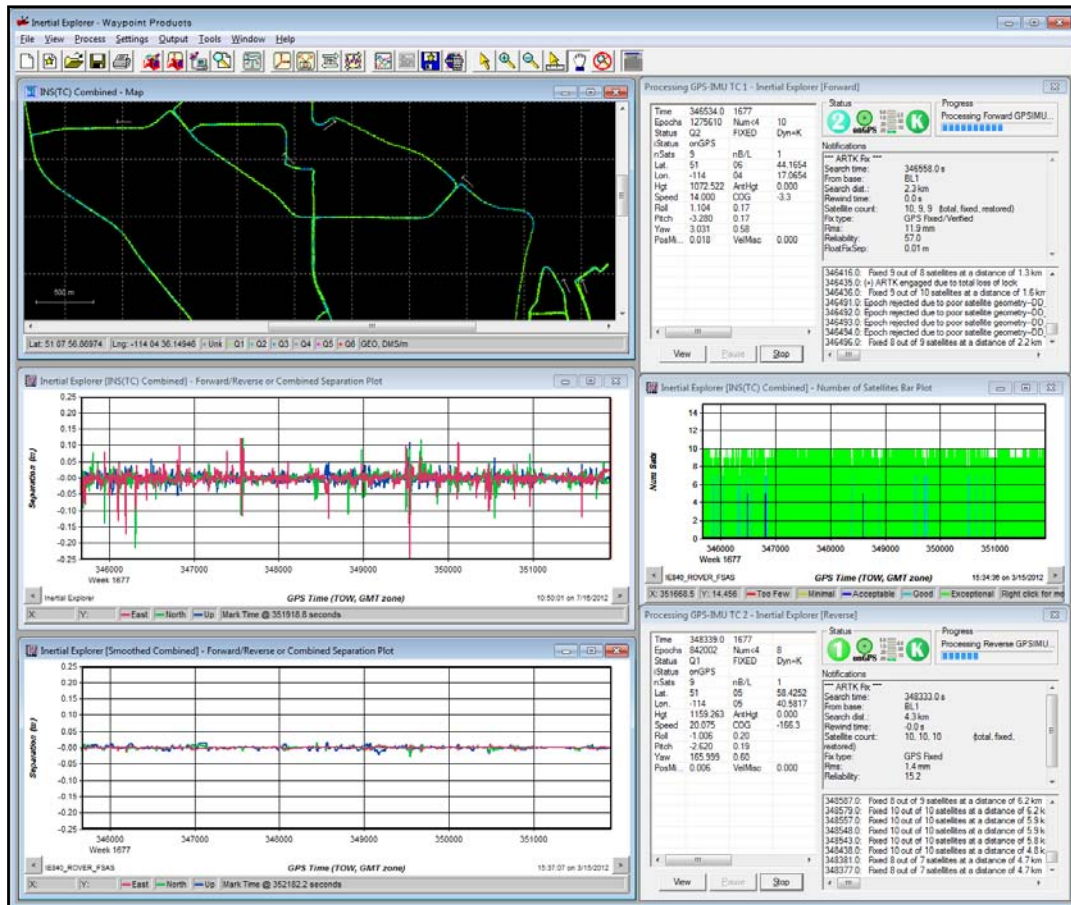 Inertial Explorer - Waypoint Products
File View Process Settings Output Tools Window Help
INS(TC) Combined - Map
500 m
Lat: 51 07 56.86974 Lng: -114 04 36.14946 Unk Q1 Q2 Q3 Q4 Q5 Q6 GEO, DMS/m
Processing GPS-IMU TC 1 - Inertial Explorer [Forward]
Time 346534.0 1677
Epochs 1275610 Num<4 10
Status Q2 FIXED Dyn=K
iStatus onGPS
nSats 9 nB/L 1
Lat. 51 06 44.1654
Lon. -114 04 17.0654
Hgt 1072.522 AntHgt 0.000
Speed 14.000 COG -3.3
Roll 1.104 0.17
Pitch -3.280 0.17
Yaw 3.031 0.58
PosMi... 0.018 VelMisc 0.000
View Pause Stop
Status
2 onGPS K
Progress
Processing Forward GPSIMU...
Notifications
--- ARTK Fix ---
Search time: 346558.0 s
From base: BL1
Search dist.: 2.3 km
Rewind time: 0.0 s
Satellite count: 10, 9, 9 (total, fixed, restored)
Fix type: GPS Fixed/Verified
Rms: 11.9 mm
Reliability: 57.0
FloatFixSep: 0.01 m
346416.0: Fixed 9 out of 8 satellites at a distance of 1.3 km
346435.0: (+) ARTK engaged due to total loss of lock
346436.0: Fixed 9 out of 10 satellites at a distance of 1.6 km
346491.0: Epoch rejected due to poor satellite geometry--DD_
346492.0: Epoch rejected due to poor satellite geometry--DD_
346493.0: Epoch rejected due to poor satellite geometry--DD_
346494.0: Epoch rejected due to poor satellite geometry--DD_
346496.0: Fixed 8 out of 9 satellites at a distance of 2.2 km
Inertial Explorer [INS(TC) Combined] - Forward/Reverse or Combined Separation Plot
Separation (m)
0.25
0.20
0.15
0.10
0.05
-0.00
-0.05
-0.10
-0.15
-0.20
-0.25
346000 347000 348000 349000 350000 351000
Week 1677
GPS Time (TOW, GMT zone)
Inertial Explorer
10:50:01 on 7/16/2012
X: Y: East North Up Mark Time @ 351918.8 seconds
Inertial Explorer [INS(TC) Combined] - Number of Satellites Bar Plot
Num Sats
14
12
10
8
6
4
2
0
346000 347000 348000 349000 350000 351000
Week 1677
GPS Time (TOW, GMT zone)
IE840_ROVER_FSAS
15:34:36 on 3/15/2012
X: 351668.5 Y: 14.456 Too Few Minimal Acceptable Good Exceptional Right click for mo
Inertial Explorer [Smoothed Combined] - Forward/Reverse or Combined Separation Plot
Separation (m)
0.25
0.20
0.15
0.10
0.05
-0.00
-0.05
-0.10
-0.15
-0.20
-0.25
346000 347000 348000 349000 350000 351000
Week 1677
GPS Time (TOW, GMT zone)
IE840_ROVER_FSAS
15:37:07 on 3/15/2012
X: Y: East North Up Mark Time @ 352182.2 seconds
Processing GPS-IMU TC 2 - Inertial Explorer [Reverse]
Time 348339.0 1677
Epochs 842002 Num<4 8
Status Q1 FIXED Dyn=K
iStatus onGPS
nSats 9 nB/L 1
Lat. 51 05 58.4252
Lon. -114 05 40.5817
Hgt 1159.263 AntHgt 0.000
Speed 20.075 COG -166.3
Roll -1.006 0.20
Pitch -2.620 0.19
Yaw 165.999 0.60
PosMi... 0.006 VelMisc 0.000
View Pause Stop
Status
1 onGPS K
Progress
Processing Reverse GPSIMU...
Notifications
--- ARTK Fix ---
Search time: 348333.0 s
From base: BL1
Search dist.: 4.3 km
Rewind time: -0.0 s
Satellite count: 10, 10, 10 (total, fixed,
restored)
Fix type: GPS Fixed
Rms: 1.4 mm
Reliability: 15.2
348587.0: Fixed 8 out of 9 satellites at a distance of 6.2 km
348579.0: Fixed 10 out of 10 satellites at a distance of 6.2 k
348557.0: Fixed 10 out of 10 satellites at a distance of 5.9 k
348548.0: Fixed 10 out of 10 satellites at a distance of 5.9 k
348543.0: Fixed 10 out of 10 satellites at a distance of 5.8 k
348438.0: Fixed 10 out of 10 satellites at a distance of 4.8 k
348381.0: Fixed 8 out of 7 satellites at a distance of 4.7 km
348377.0: Fixed 8 out of 7 satellites at a distance of 4.7 km